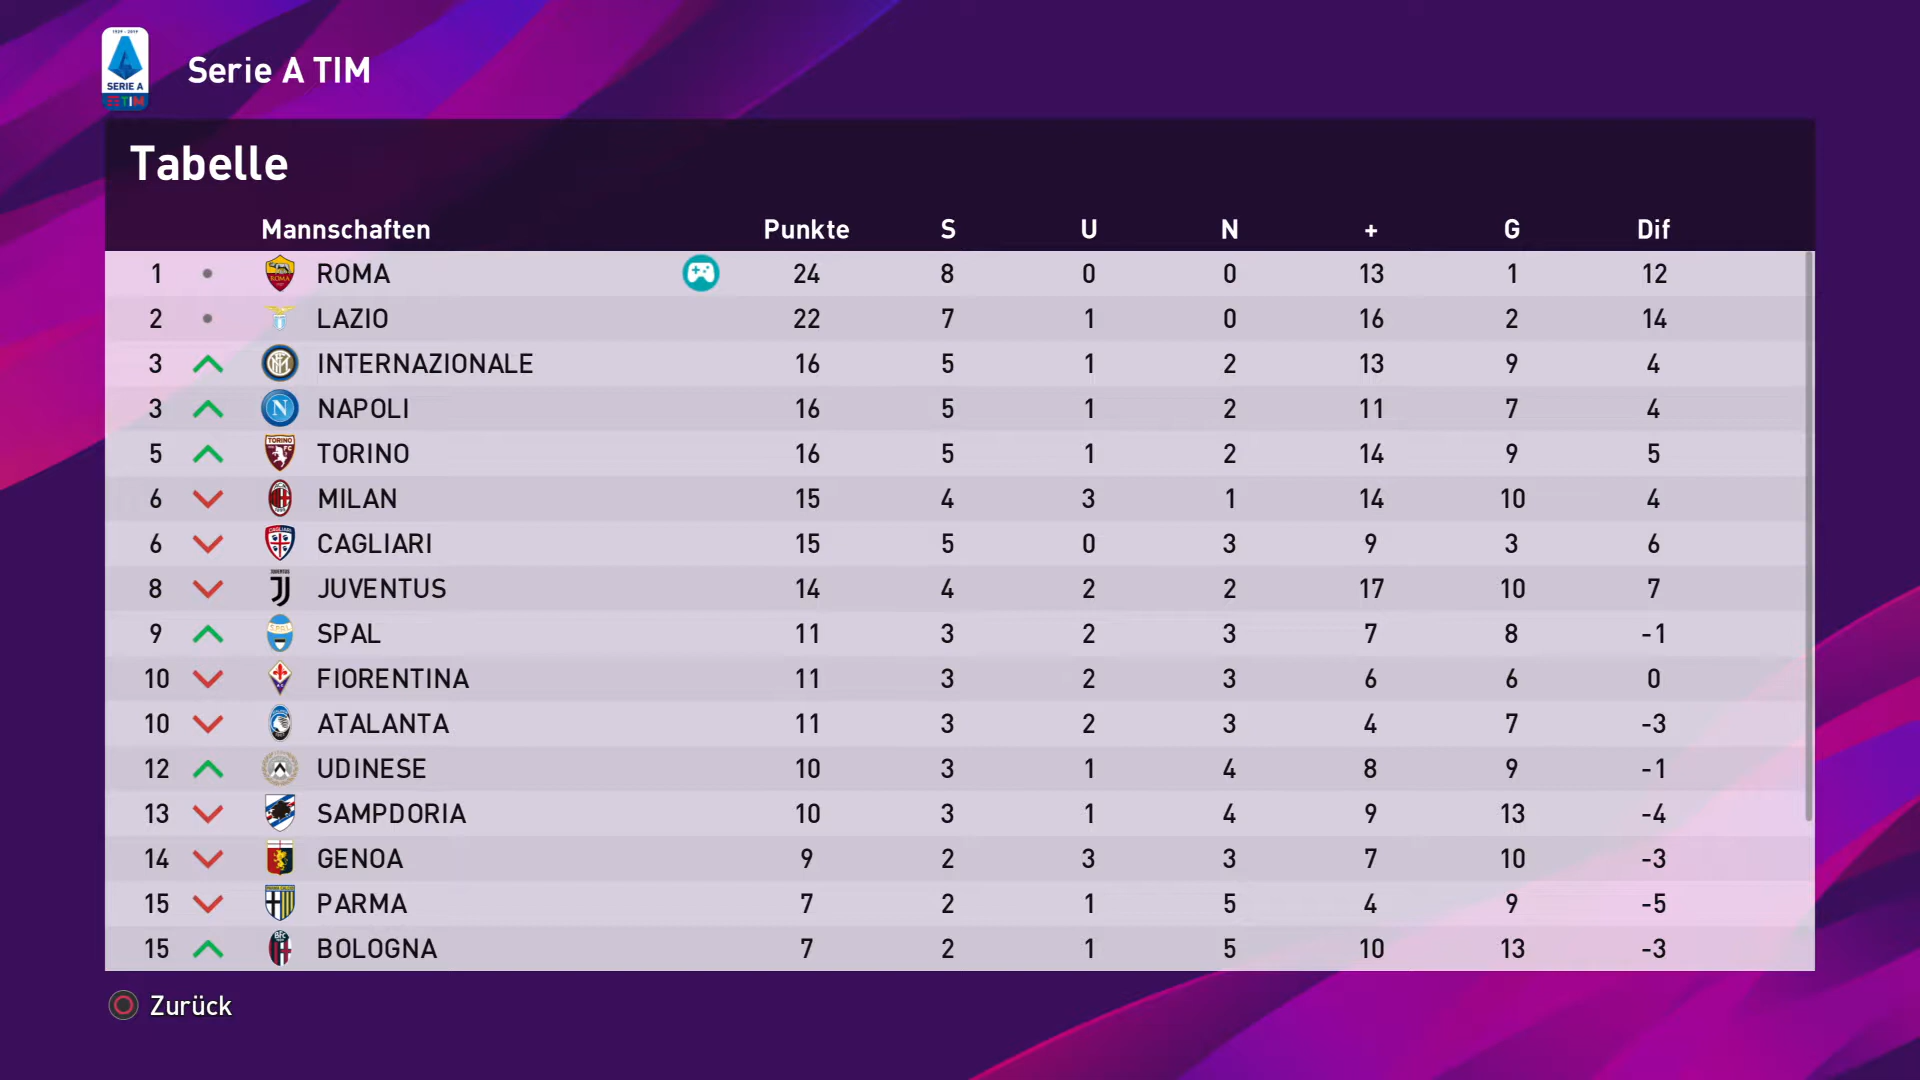 1929 - 2019
SERIE A
TIM
Serie A TIM
Tabelle
Mannschaften Punkte S U N + G Dif
1 ROMA 24 8 0 0 13 1 12
2 LAZIO 22 7 1 0 16 2 14
3 INTERNAZIONALE 16 5 1 2 13 9 4
3 NAPOLI 16 5 1 2 11 7 4
5 TORINO 16 5 1 2 14 9 5
6 MILAN 15 4 3 1 14 10 4
6 CAGLIARI 15 5 0 3 9 3 6
8 JUVENTUS 14 4 2 2 17 10 7
9 SPAL 11 3 2 3 7 8 -1
10 FIORENTINA 11 3 2 3 6 6 0
10 ATALANTA 11 3 2 3 4 7 -3
12 UDINESE 10 3 1 4 8 9 -1
13 SAMPDORIA 10 3 1 4 9 13 -4
14 GENOA 9 2 3 3 7 10 -3
15 PARMA 7 2 1 5 4 9 -5
15 BOLOGNA 7 2 1 5 10 13 -3
Zurück